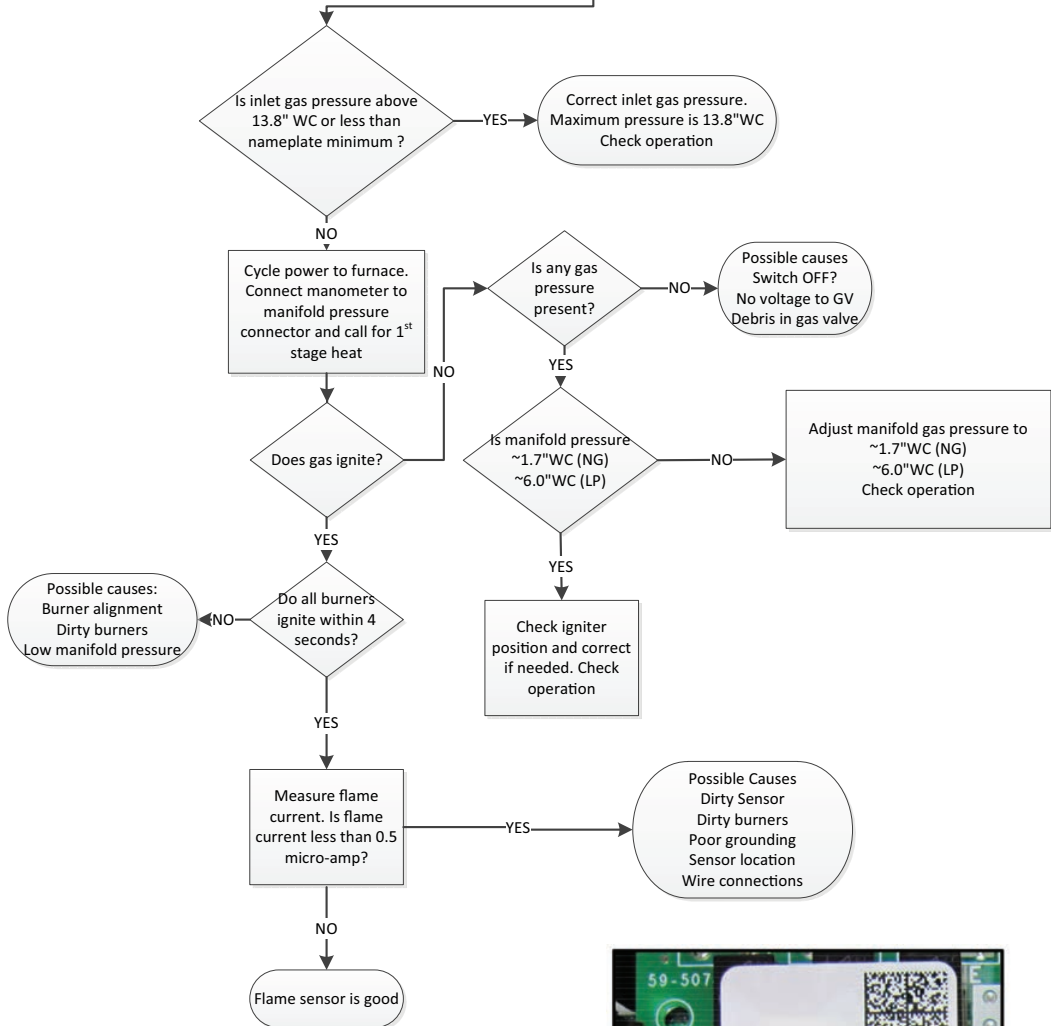 Is inlet gas pressure above
13.8" WC or less than
nameplate minimum ?
YES
Correct inlet gas pressure.
Maximum pressure is 13.8"WC
Check operation
NO
Cycle power to furnace.
Connect manometer to
manifold pressure
connector and call for 1st
stage heat
Does gas ignite?
NO
Is any gas
pressure
present?
NO
Possible causes
Switch OFF?
No voltage to GV
Debris in gas valve
YES
Is manifold pressure
~1.7"WC (NG)
~6.0"WC (LP)
NO
Adjust manifold gas pressure to
~1.7"WC (NG)
~6.0"WC (LP)
Check operation
YES
Check igniter
position and correct
if needed. Check
operation
YES
Do all burners
ignite within 4
seconds?
NO
Possible causes:
Burner alignment
Dirty burners
Low manifold pressure
YES
Measure flame
current. Is flame
current less than 0.5
micro-amp?
YES
Possible Causes
Dirty Sensor
Dirty burners
Poor grounding
Sensor location
Wire connections
NO
Flame sensor is good
59-507